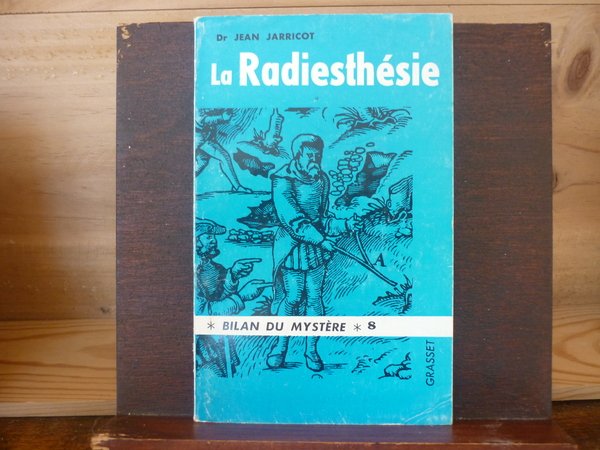 Dr JEAN JARRICOT
La Radiesthésie
A
* BILAN DU MYSTÈRE * 8
GRASSET